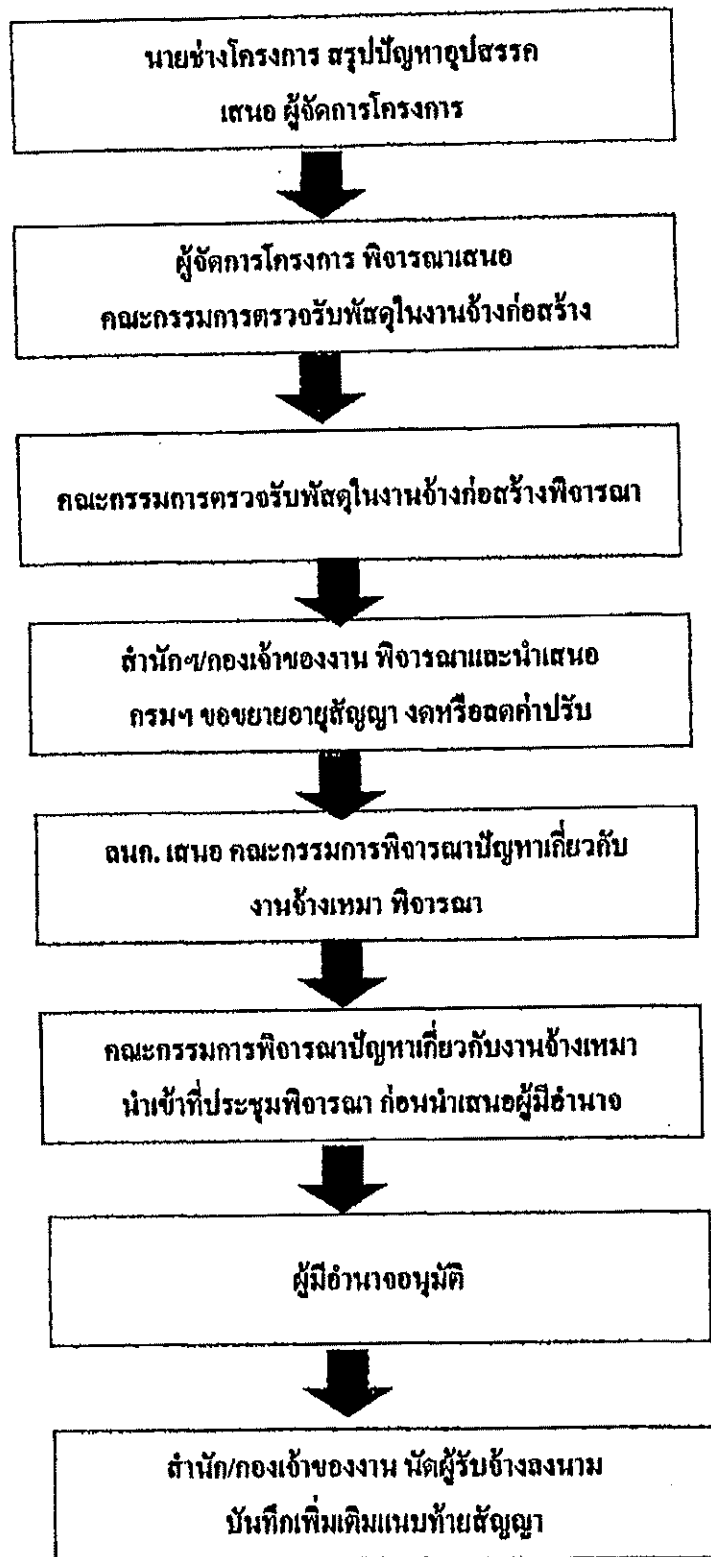 นายช่างโครงการ สรุปปัญหาอุปสรรค
เสนอ ผู้จัดการโครงการ
ผู้จัดการโครงการ พิจารณาเสนอ
คณะกรรมการตรวจรับพัสดุในงานจ้างก่อสร้าง
คณะกรรมการตรวจรับพัสดุในงานจ้างก่อสร้างพิจารณา
สำนักฯ/กองเจ้าของงาน พิจารณาและนำเสนอ
กรมฯ ขอขยายอายุสัญญา งดหรือลดค่าปรับ
ลนก. เสนอ คณะกรรมการพิจารณาปัญหาเกี่ยวกับ
งานจ้างเหมา พิจารณา
คณะกรรมการพิจารณาปัญหาเกี่ยวกับงานจ้างเหมา
นำเข้าที่ประชุมพิจารณา ก่อนนำเสนอผู้มีอำนาจ
ผู้มีอำนาจอนุมัติ
สำนัก/กองเจ้าของงาน นัดผู้รับจ้างลงนาม
บันทึกเพิ่มเติมแนบท้ายสัญญา